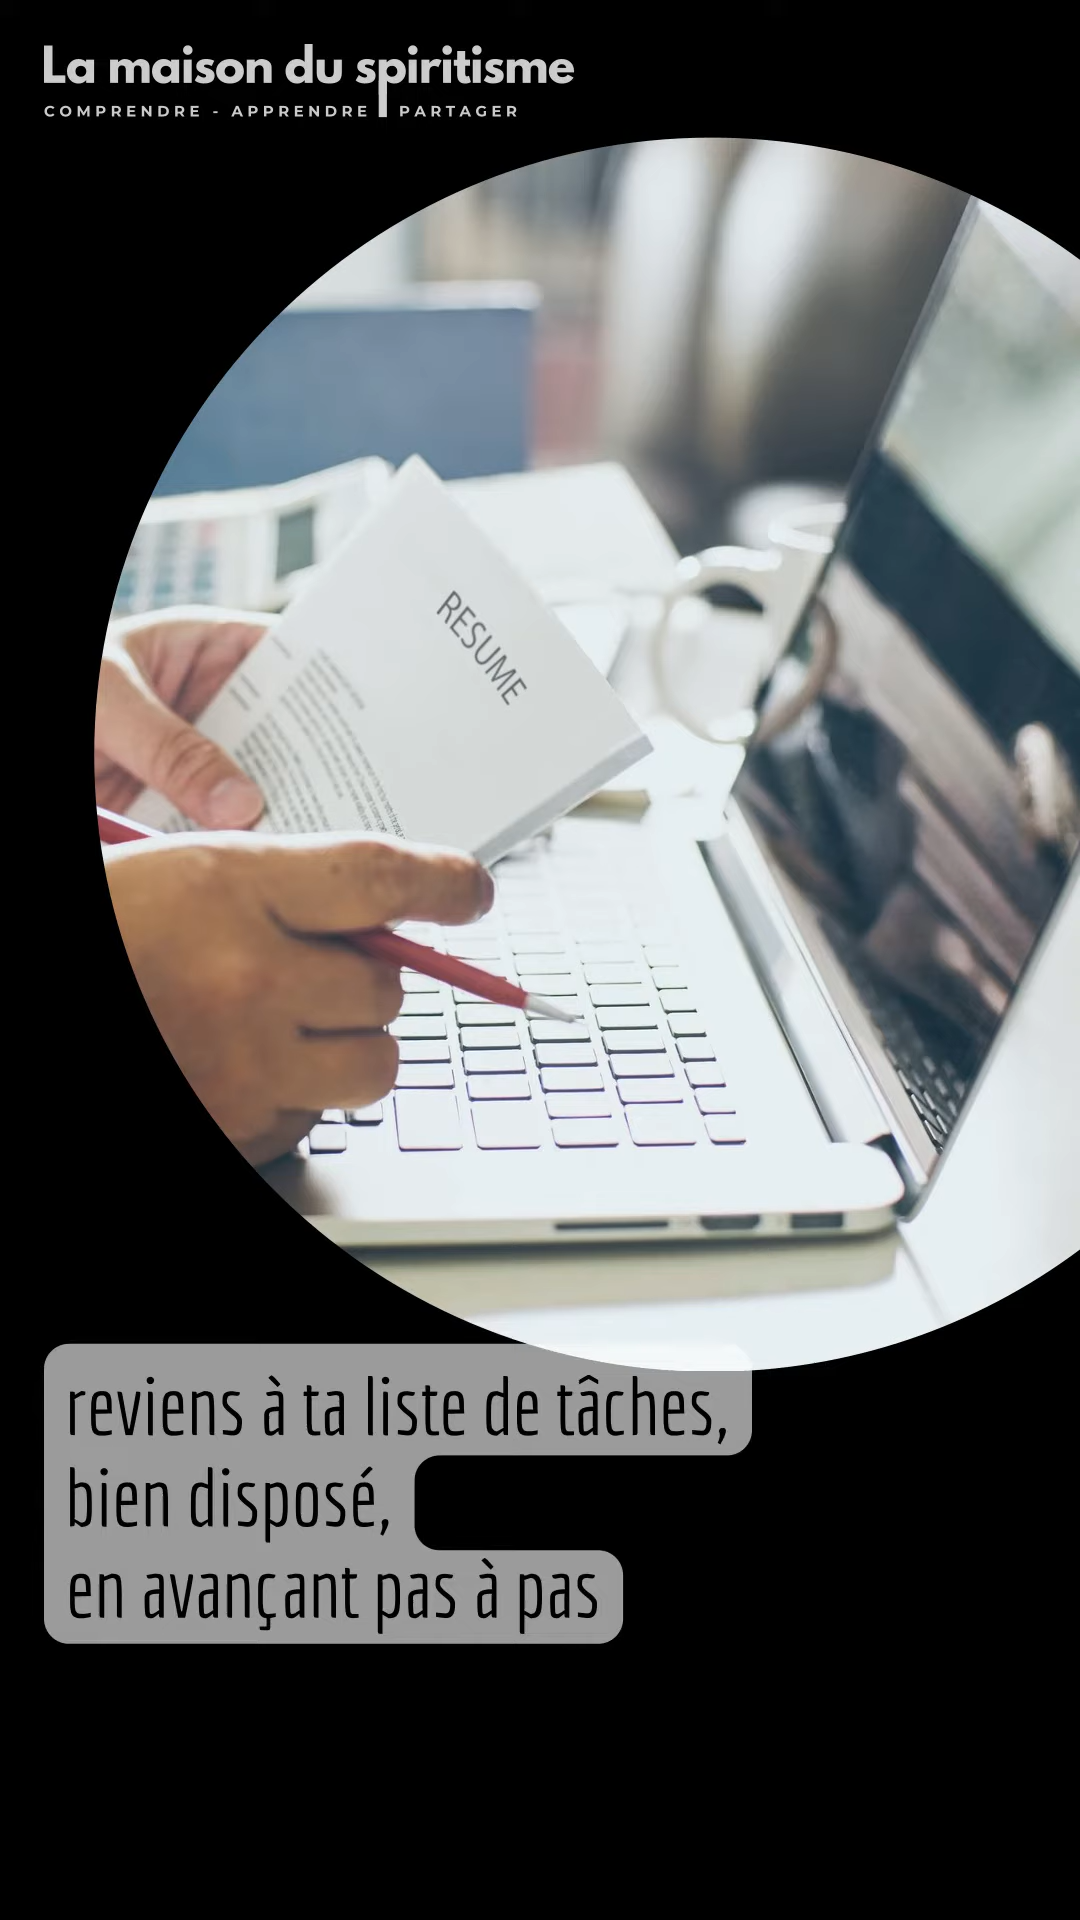 La maison du spiritisme
COMPRENDRE - APPRENDRE PARTAGER
RESUME
reviens à ta liste de tâches,
bien disposé,
en avançant pas à pas